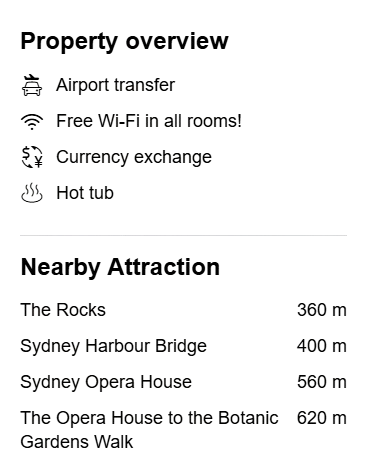 Property overview
Airport transfer
Free Wi-Fi in all rooms!
Currency exchange
Hot tub
Nearby Attraction
The Rocks 360 m
Sydney Harbour Bridge 400 m
Sydney Opera House 560 m
The Opera House to the Botanic 620 m
Gardens Walk